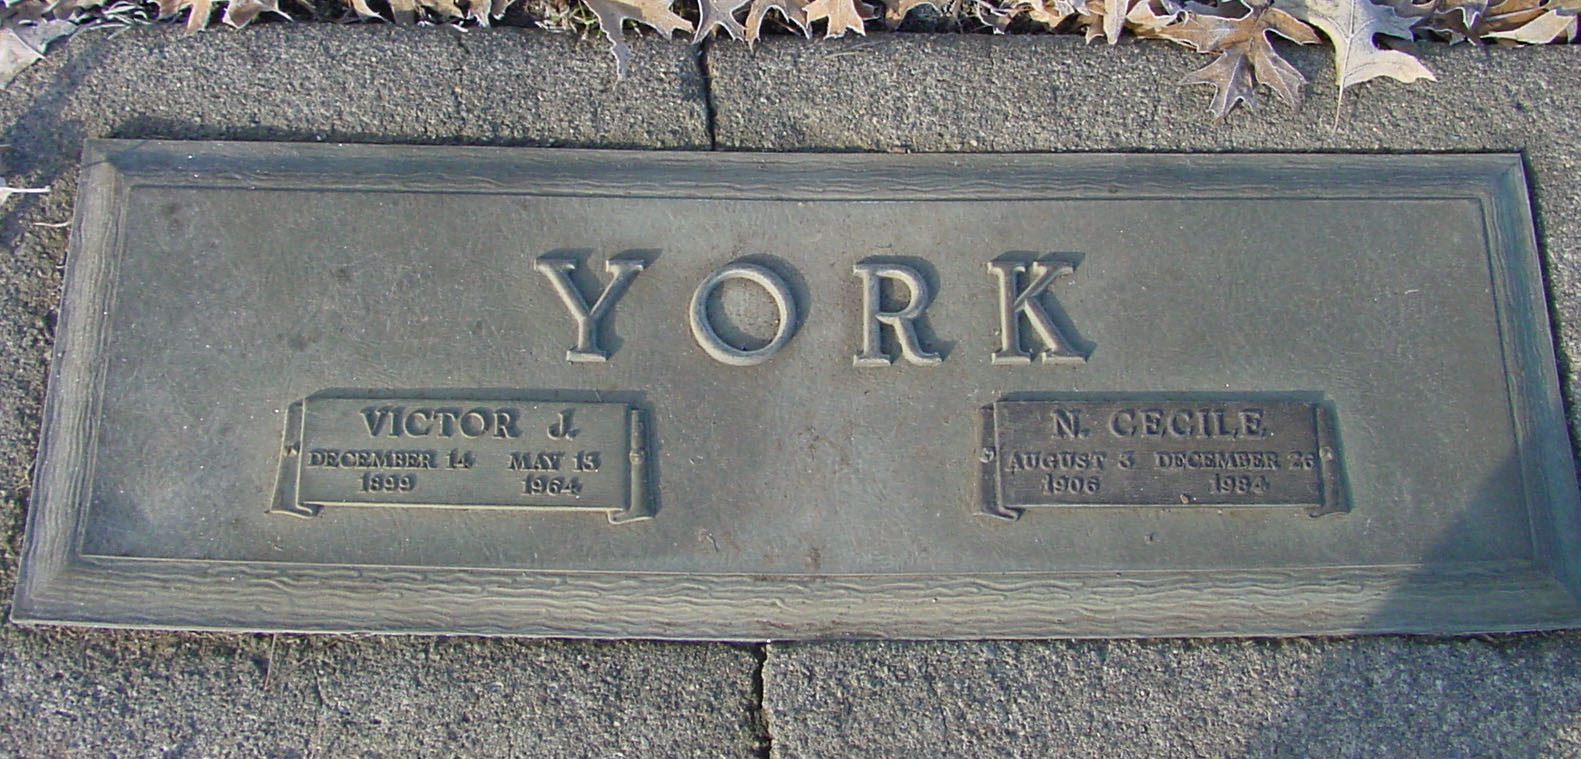 YORK
VICTOR J.
DECEMBER 14 MAY 13
1899 1964
N. CECILE
AUGUST 3 DECEMBER 26
1906 1984